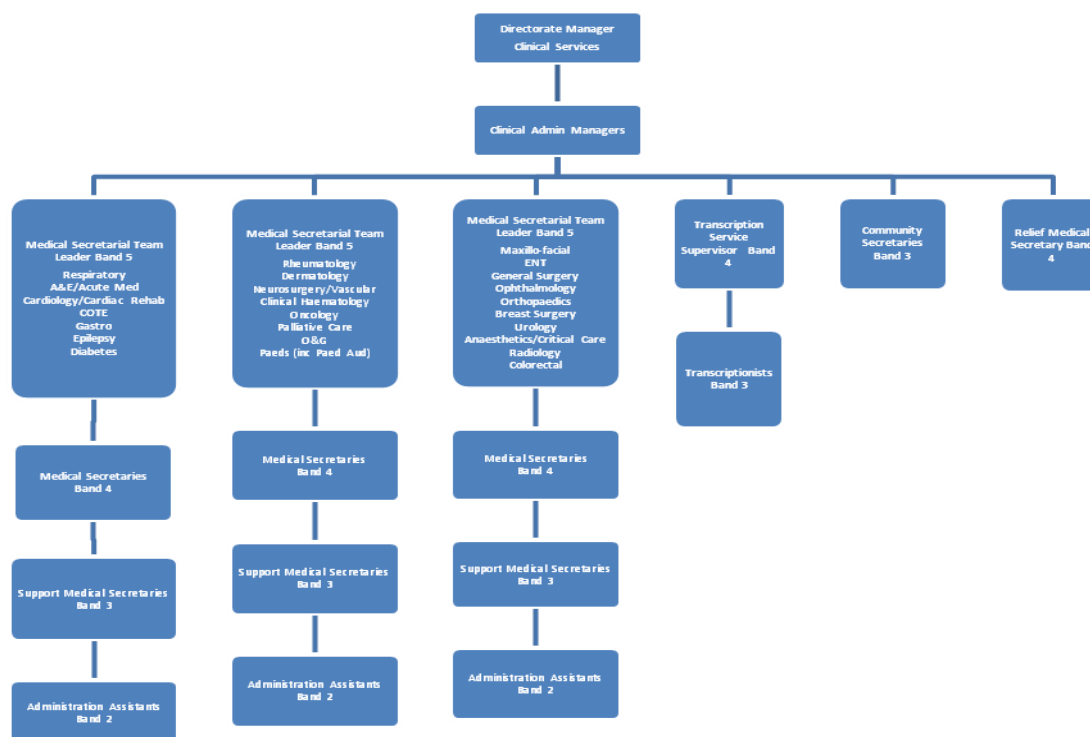 Directorate Manager
Clinical Services
Clinical Admin Managers
Medical Secretarial Team
Leader Band 5
Respiratory
A&E/Acute Med
Cardiology/Cardiac Rehab
COTE
Gastro
Epilepsy
Diabetes
Medical Secretaries
Band 4
Support Medical Secretaries
Band 3
Administration Assistants
Band 2
Medical Secretarial Team
Leader Band 5
Rheumatology
Dermatology
Neurosurgery/Vascular
Clinical Haematology
Oncology
Palliative Care
O&G
Paeds (inc Paed Aud)
Medical Secretaries
Band 4
Support Medical Secretaries
Band 3
Administration Assistants
Band 2
Medical Secretarial Team
Leader Band 5
Maxillo-facial
ENT
General Surgery
Ophthalmology
Orthopaedics
Breast Surgery
Urology
Anaesthetics/Critical Care
Radiology
Colorectal
Medical Secretaries
Band 4
Support Medical Secretaries
Band 3
Administration Assistants
Band 2
Transcription
Service
Supervisor Band
4
Transcriptionists
Band 3
Community
Secretaries
Band 3
Relief Medical
Secretary Band
4